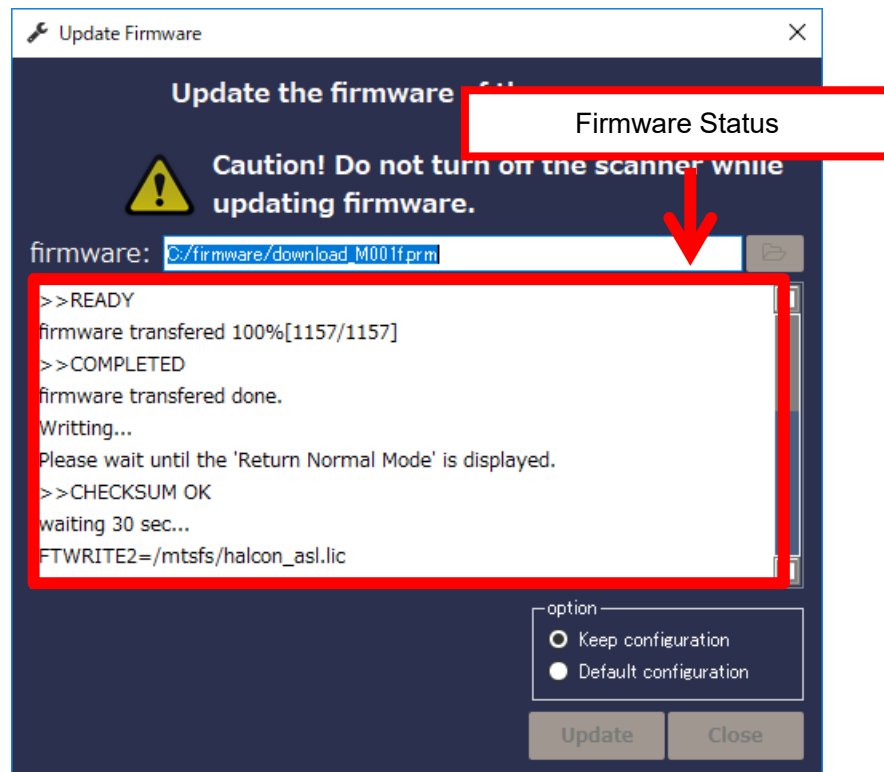 Update Firmware
Update the firmware of the
Firmware Status
Caution! Do not turn off the scanner while
updating firmware.
firmware: C:/firmware/download_M001f.prm
>>READY
firmware transfered 100%[1157/1157]
>>COMPLETED
firmware transfered done.
Writting...
Please wait until the 'Return Normal Mode' is displayed.
>>CHECKSUM OK
waiting 30 sec...
FTWRITE2=/mtsfs/halcon_asl.lic
option
Keep configuration
Default configuration
Update Close